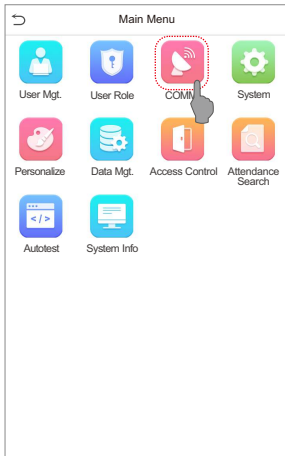 Main Menu
User Mgt.
User Role
COMM.
System
Personalize
Data Mgt.
Access Control
Attendance
Search
</>
Autotest
System Info